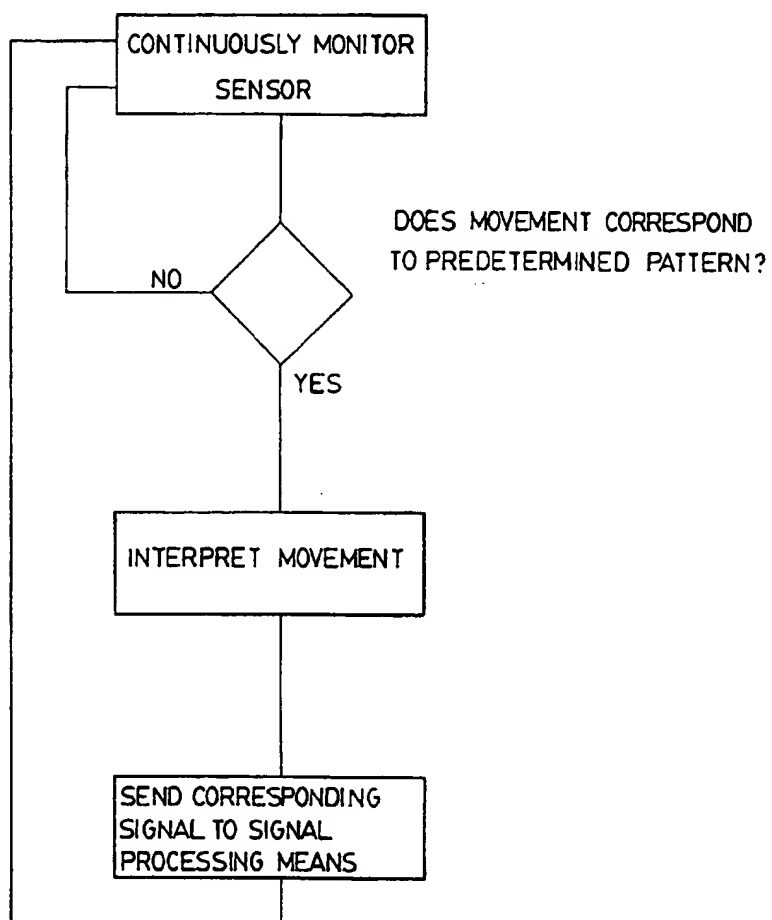 CONTINUOUSLY MONITOR
SENSOR
DOES MOVEMENT CORRESPOND
TO PREDETERMINED PATTERN?
NO
YES
INTERPRET MOVEMENT
SEND CORRESPONDING
SIGNAL TO SIGNAL
PROCESSING MEANS